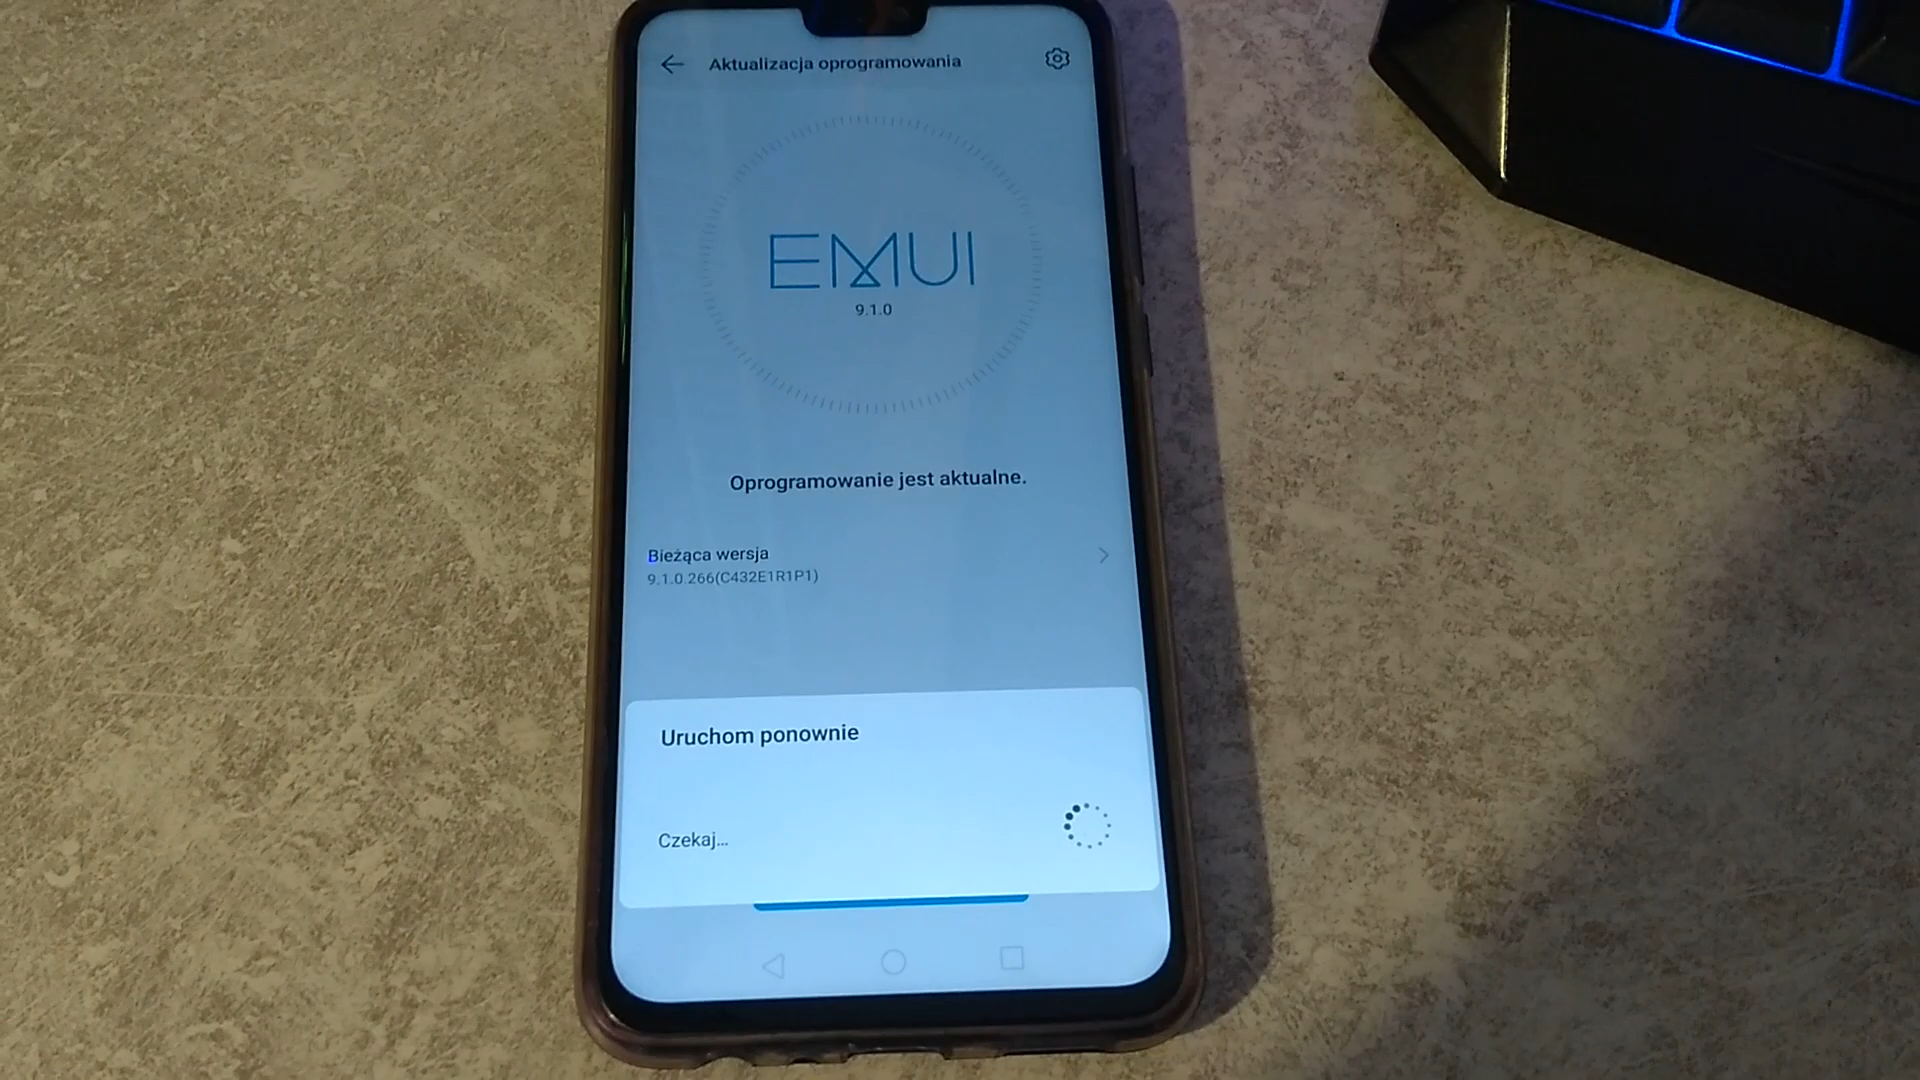 Aktualizacja oprogramowania
EMUI
9.1.0
Oprogramowanie jest aktualne.
Bieżąca wersja
9.1.0.266(C432E1R1P1)
Uruchom ponownie
Czekaj...